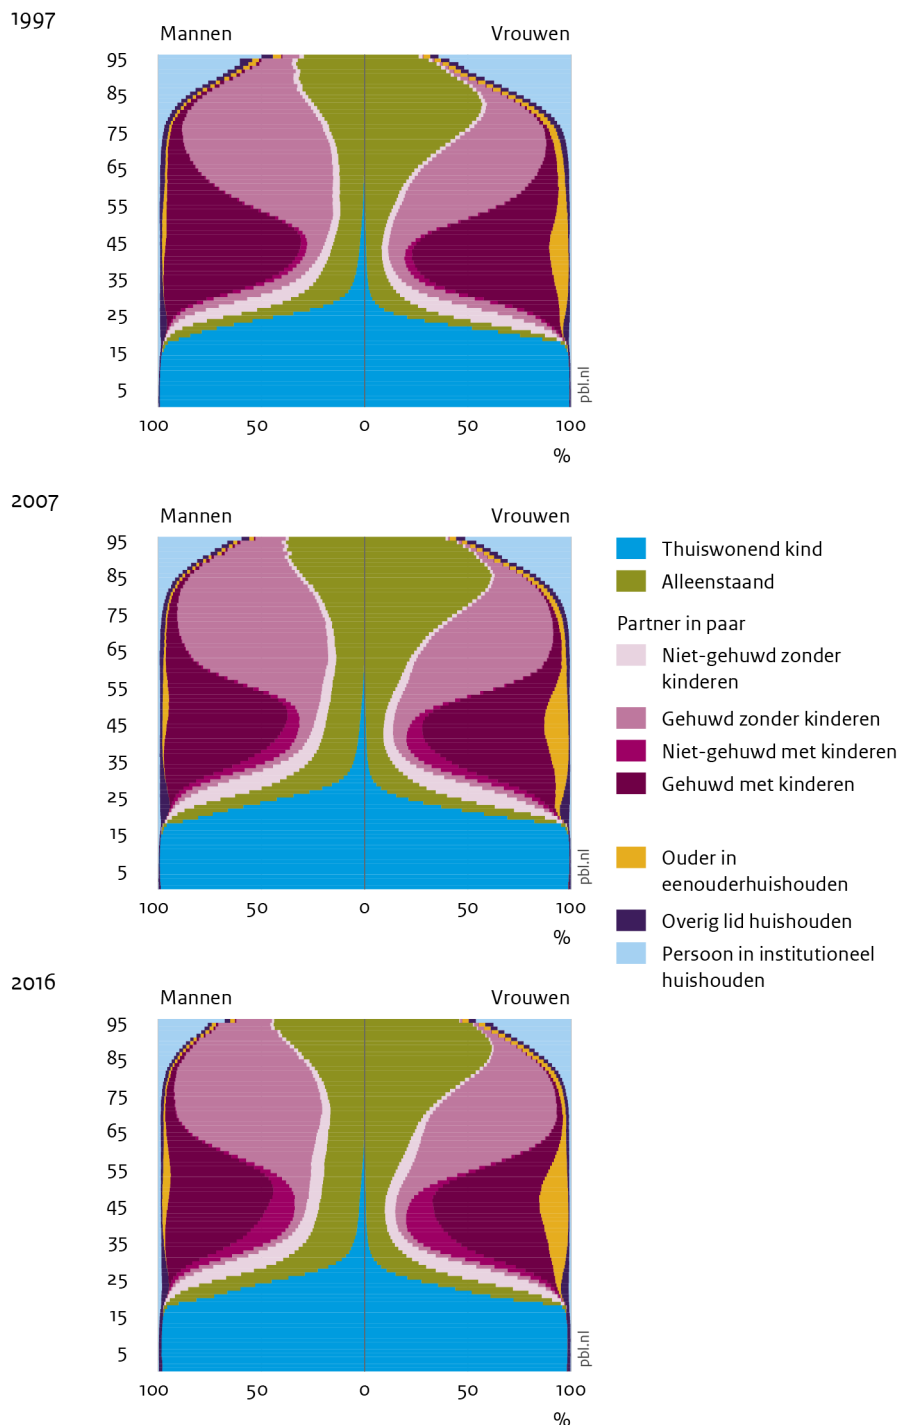 1997
Mannen Vrouwen
95
85
75
65
55
45
35
25
15
5
pbl.nl
100 50 0 50 100
%
2007
Mannen Vrouwen
95
85
75
65
55
45
35
25
15
5
pbl.nl
100 50 0 50 100
%
Thuiswonend kind
Alleenstaand
Partner in paar
Niet-gehuwd zonder
kinderen
Gehuwd zonder kinderen
Niet-gehuwd met kinderen
Gehuwd met kinderen
Ouder in
eenouderhuishouden
Overig lid huishouden
Persoon in institutioneel
huishouden
2016
Mannen Vrouwen
95
85
75
65
55
45
35
25
15
5
pbl.nl
100 50 0 50 100
%